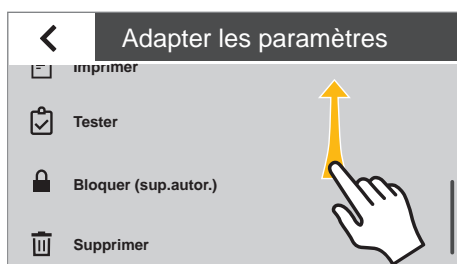 Adapter les paramètres
Imprimer
Tester
Bloquer (sup.autor.)
Supprimer